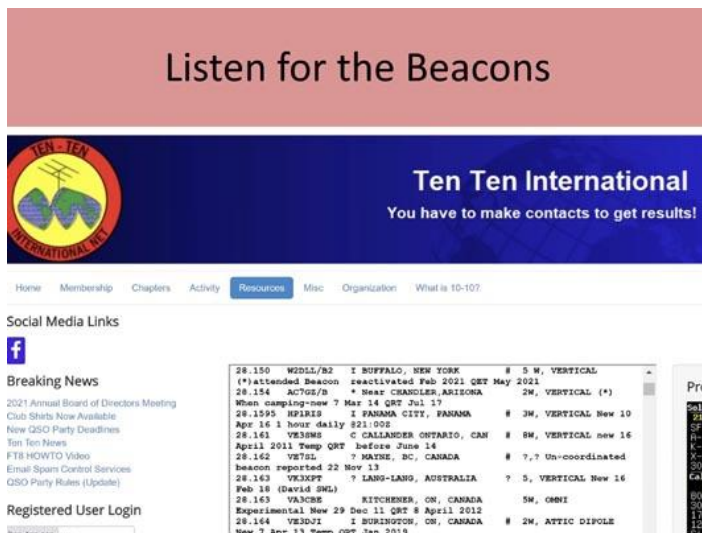 Listen for the Beacons
TEN - TEN
INTERNATIONAL NET
Ten Ten International
You have to make contacts to get results!
Home Membership Chapters Activity Resources Misc Organization What is 10-10?
Social Media Links
f
Breaking News
2021 Annual Board of Directors Meeting
Club Shirts Now Available
New QSO Party Deadlines
Ten Ten News
FT8 HOWTO Video
Email Spam Control Services
QSO Party Rules (Update)
Registered User Login
28.150 W2DLL/B2 I BUFFALO, NEW YORK # 5 W, VERTICAL
(*)attended Beacon reactivated Feb 2021 QET May 2021
28.154 AC7GZ/B * Near CHANDLER,ARIZONA 2W, VERTICAL (*)
When camping-new 7 Mar 14 QRT Jul 17
28.1595 HP1RIS I PANAMA CITY, PANAMA # 3W, VERTICAL New 10
Apr 16 1 hour daily @21:00Z
28.161 VE3SWS C CALLANDER ONTARIO, CAN # 8W, VERTICAL new 16
April 2011 Temp QRT before June 14
28.162 VE7SL ? MAYNE, BC, CANADA # ?,? Un-coordinated
beacon reported 22 Nov 13
28.163 VK3XPT ? LANG-LANG, AUSTRALIA ? 5, VERTICAL New 16
Feb 18 (David SWL)
28.163 VA3CBE KITCHENER, ON, CANADA 5W, OMNI
Experimental New 29 Dec 11 QRT 8 April 2012
28.164 VE3DJI I BURINGTON, ON, CANADA # 2W, ATTIC DIPOLE
New 7 Apr 13 Temp QRT Jan 2019